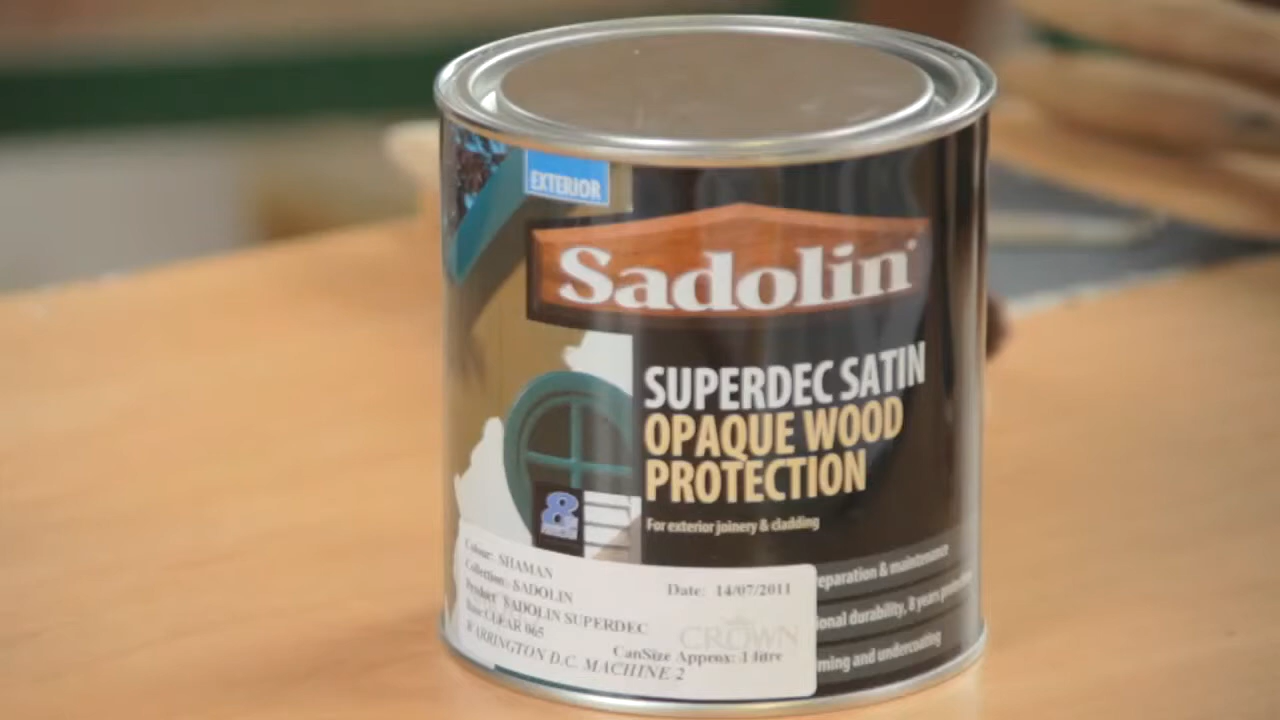 EXTERIOR
Sadolin
SUPERDEC SATIN
OPAQUE WOOD
PROTECTION
For exterior joinery & cladding
8
Colour: SHAMAN
Collection: SADOLIN
Product SADOLIN SUPERDEC
Base CLEAR 065
WARRINGTON D.C. MACHINE 2
Date: 14/07/2011
CROWN
CanSize Approx: 1 litre
eparation & maintenance
ional durability, 8 years
ming and undercoating